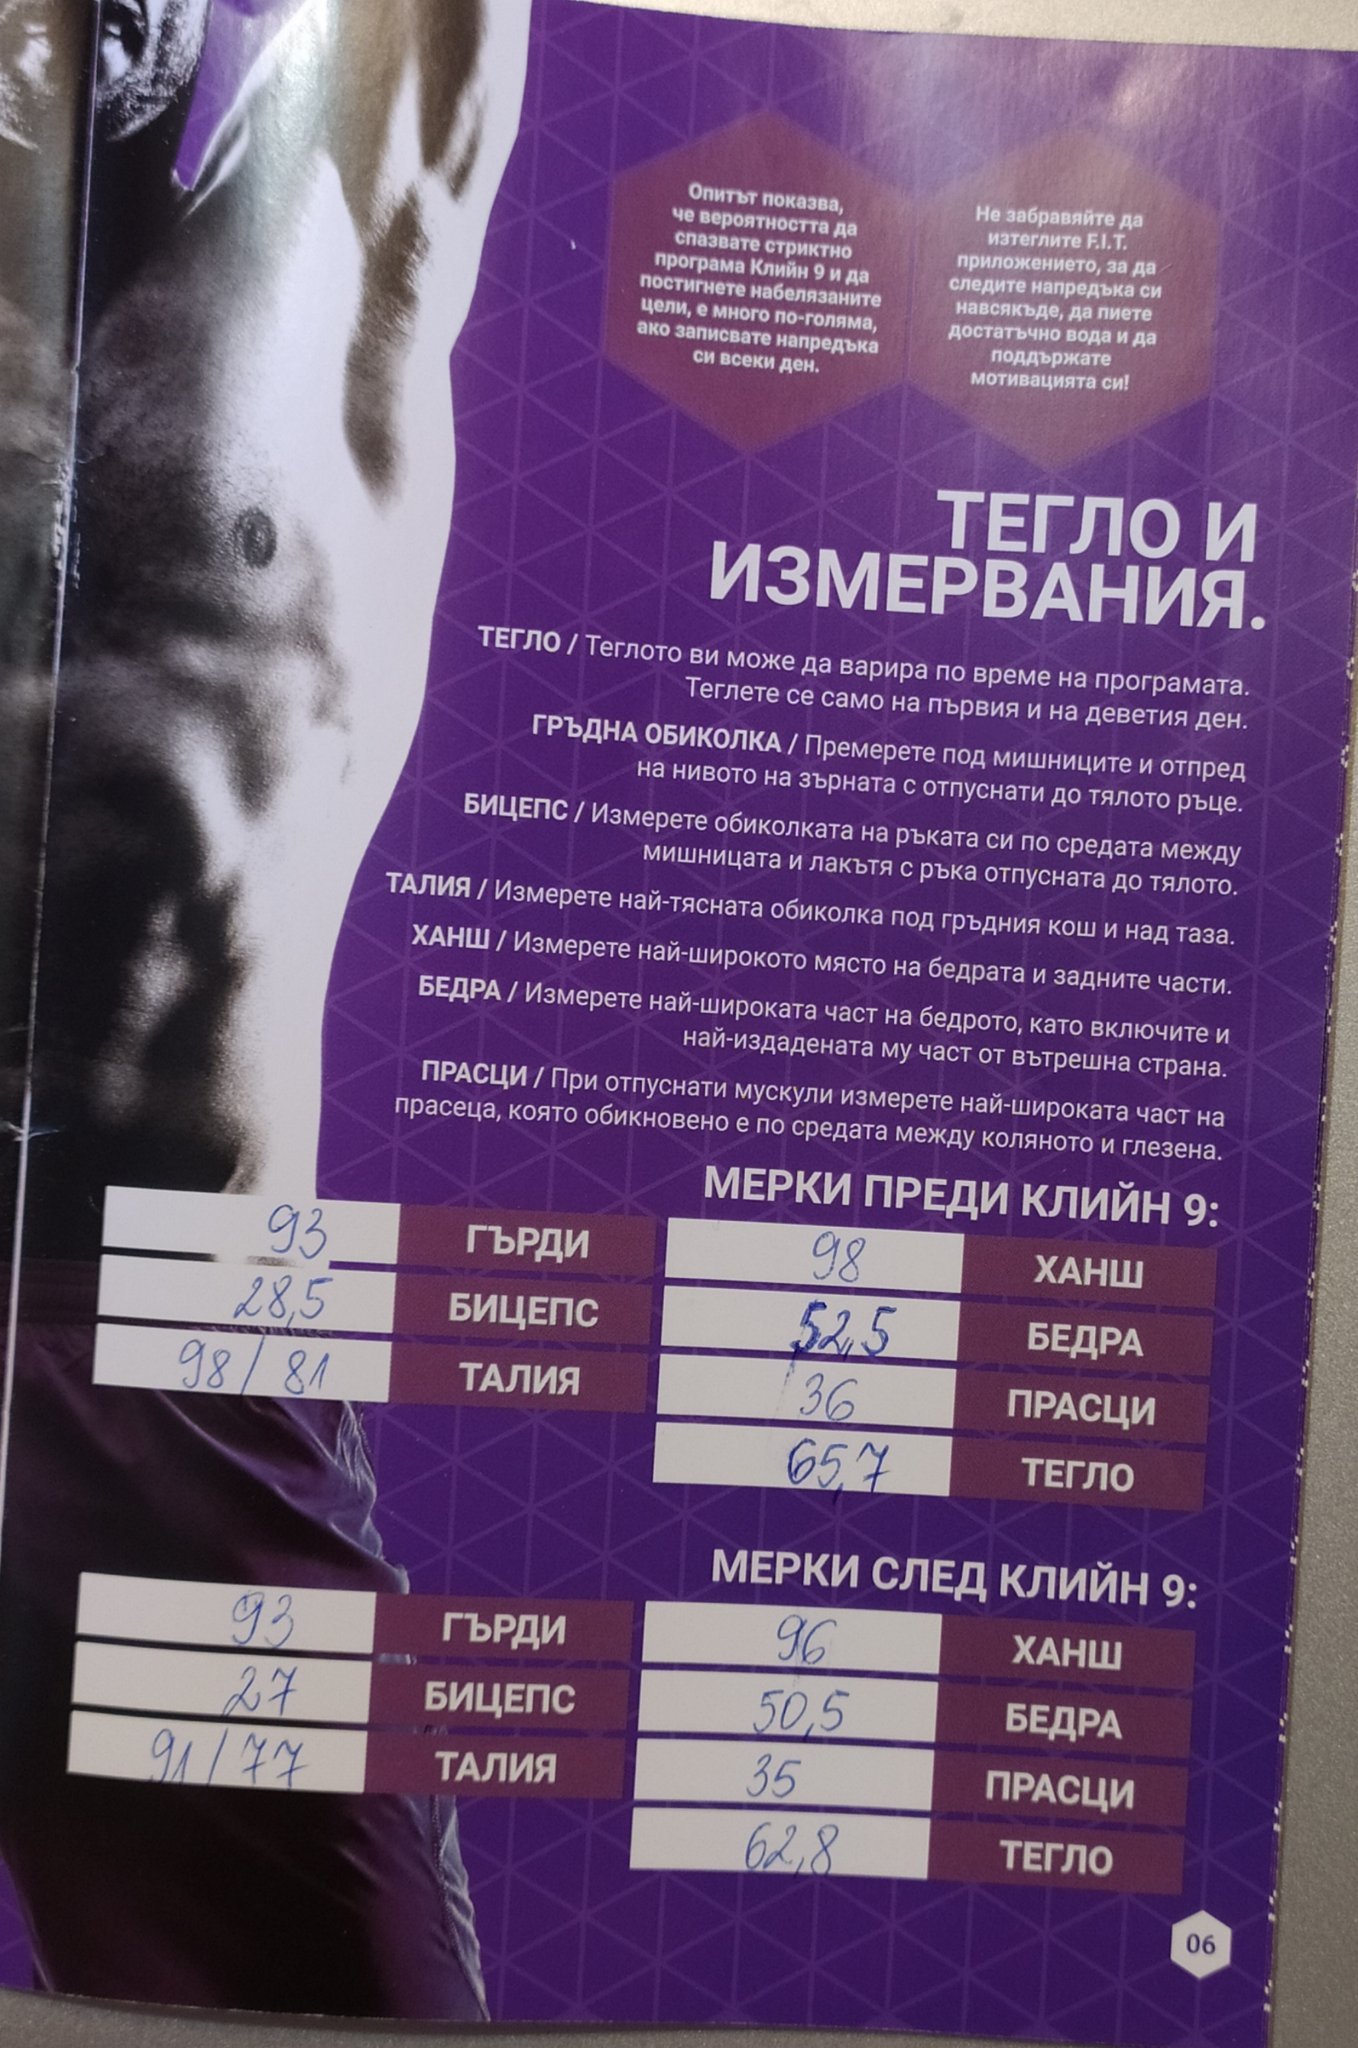 Опитът показва,
че вероятността да
спазвате стриктно
програма Клийн 9 и да
постигнете набелязаните
цели, е много по-голяма,
ако записвате напредъка
си всеки ден.
Не забравяйте да
изтеглите F.I.T.
приложението, за да
следите напредъка си
навсякъде, да пиете
достатъчно вода и да
поддържате
мотивацията си!
ТЕГЛО И
ИЗМЕРВАНИЯ.
ТЕГЛО / Теглото ви може да варира по време на програмата.
Теглете се само на първия и на деветия ден.
ГРЪДНА ОБИКОЛКА / Премерете под мишниците и отпред
на нивото на зърната с отпуснати до тялото ръце.
БИЦЕПС / Измерете обиколката на ръката си по средата между
мишницата и лакътя с ръка отпусната до тялото.
ТАЛИЯ / Измерете най-тясната обиколка под гръдния кош и над таза.
ХАНШ / Измерете най-широкото място на бедрата и задните части.
БЕДРА / Измерете най-широката част на бедрото, като включите и
най-издадената му част от вътрешна страна.
ПРАСЦИ / При отпуснати мускули измерете най-широката част на
прасеца, която обикновено е по средата между коляното и глезена.
МЕРКИ ПРЕДИ КЛИЙН 9:
93 ГЪРДИ
28,5 БИЦЕПС
98 / 81 ТАЛИЯ
98 ХАНШ
52,5 БЕДРА
36 ПРАСЦИ
65,7 ТЕГЛО
МЕРКИ СЛЕД КЛИЙН 9:
93 ГЪРДИ
27 БИЦЕПС
91 / 77 ТАЛИЯ
96 ХАНШ
50,5 БЕДРА
35 ПРАСЦИ
62,8 ТЕГЛО
06